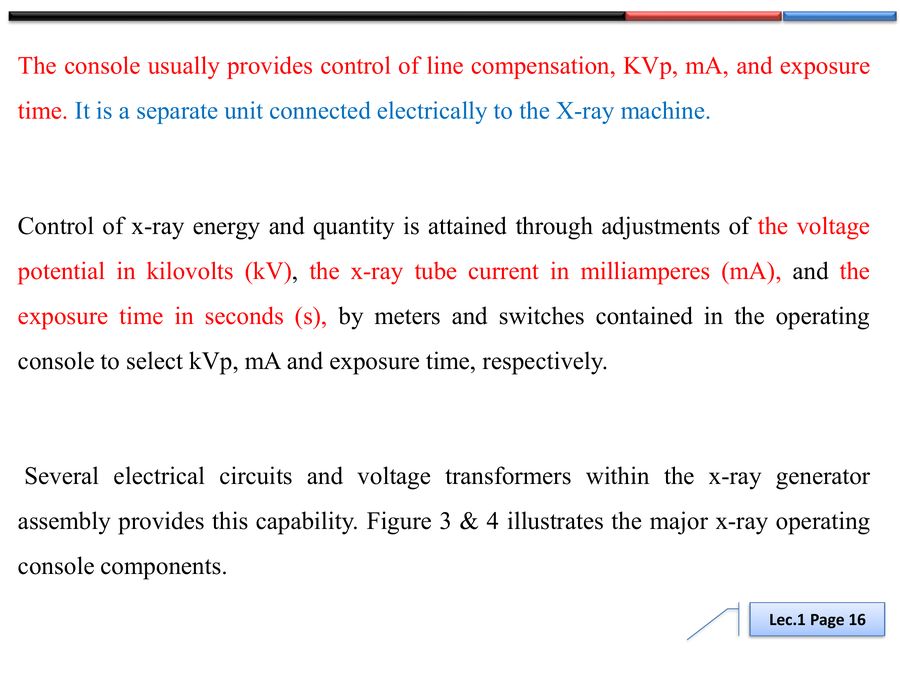 The console usually provides control of line compensation, KVp, mA, and exposure
time. It is a separate unit connected electrically to the X-ray machine.
Control of x-ray energy and quantity is attained through adjustments of the voltage
potential in kilovolts (kV), the x-ray tube current in milliamperes (mA), and the
exposure time in seconds (s), by meters and switches contained in the operating
console to select kVp, mA and exposure time, respectively.
Several electrical circuits and voltage transformers within the x-ray generator
assembly provides this capability. Figure 3 & 4 illustrates the major x-ray operating
console components.
Lec.1 Page 16